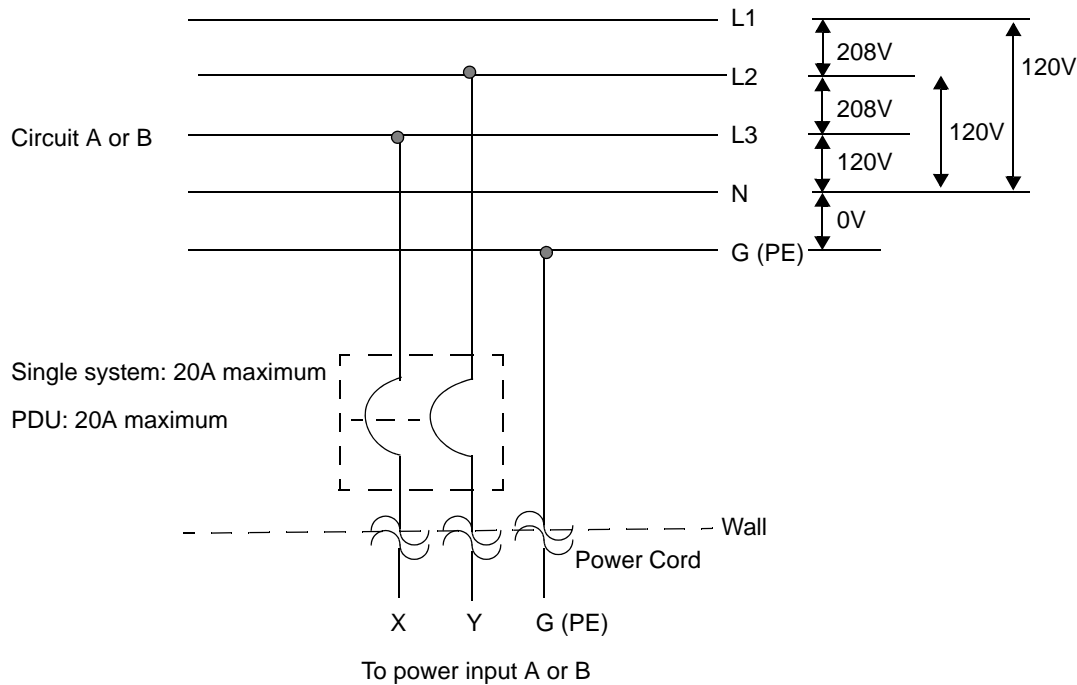 L1
208V
120V
L2
208V
120V
Circuit A or B
L3
120V
N
0V
G (PE)
Single system: 20A maximum
PDU: 20A maximum
Wall
Power Cord
X Y G (PE)
To power input A or B